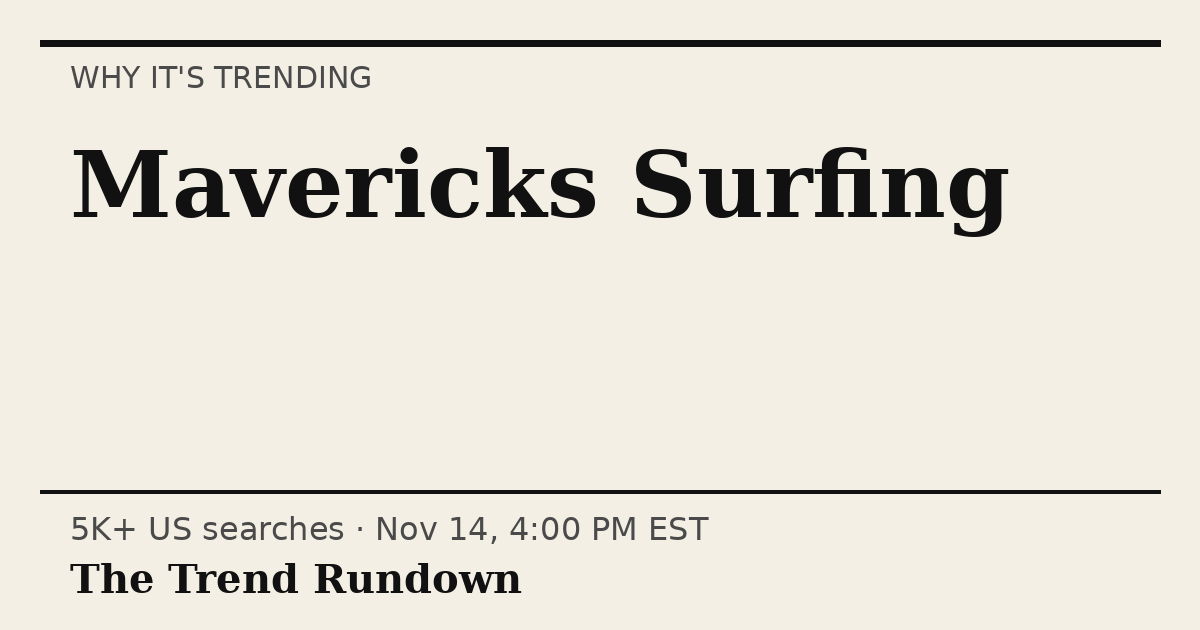 WHY IT'S TRENDING
Mavericks Surfing
5K+ US searches · Nov 14, 4:00 PM EST
The Trend Rundown